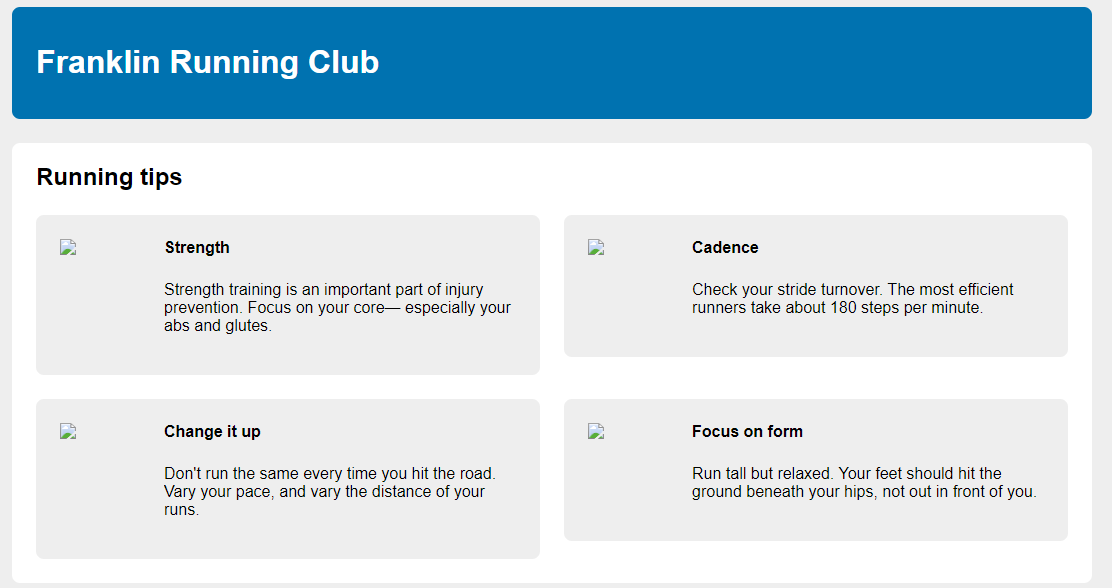 Franklin Running Club
Running tips
Strength
Strength training is an important part of injury
prevention. Focus on your core— especially your
abs and glutes.
Cadence
Check your stride turnover. The most efficient
runners take about 180 steps per minute.
Change it up
Don't run the same every time you hit the road.
Vary your pace, and vary the distance of your
runs.
Focus on form
Run tall but relaxed. Your feet should hit the
ground beneath your hips, not out in front of you.